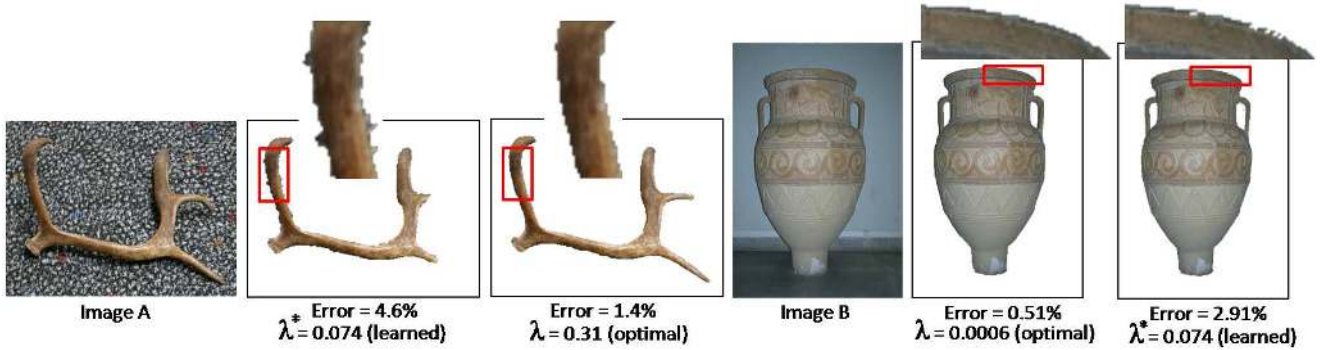 Image A
Error = 4.6%
λ* = 0.074 (learned)
Error = 1.4%
λ = 0.31 (optimal)
Image B
Error = 0.51%
λ = 0.0006 (optimal)
Error = 2.91%
λ* = 0.074 (learned)